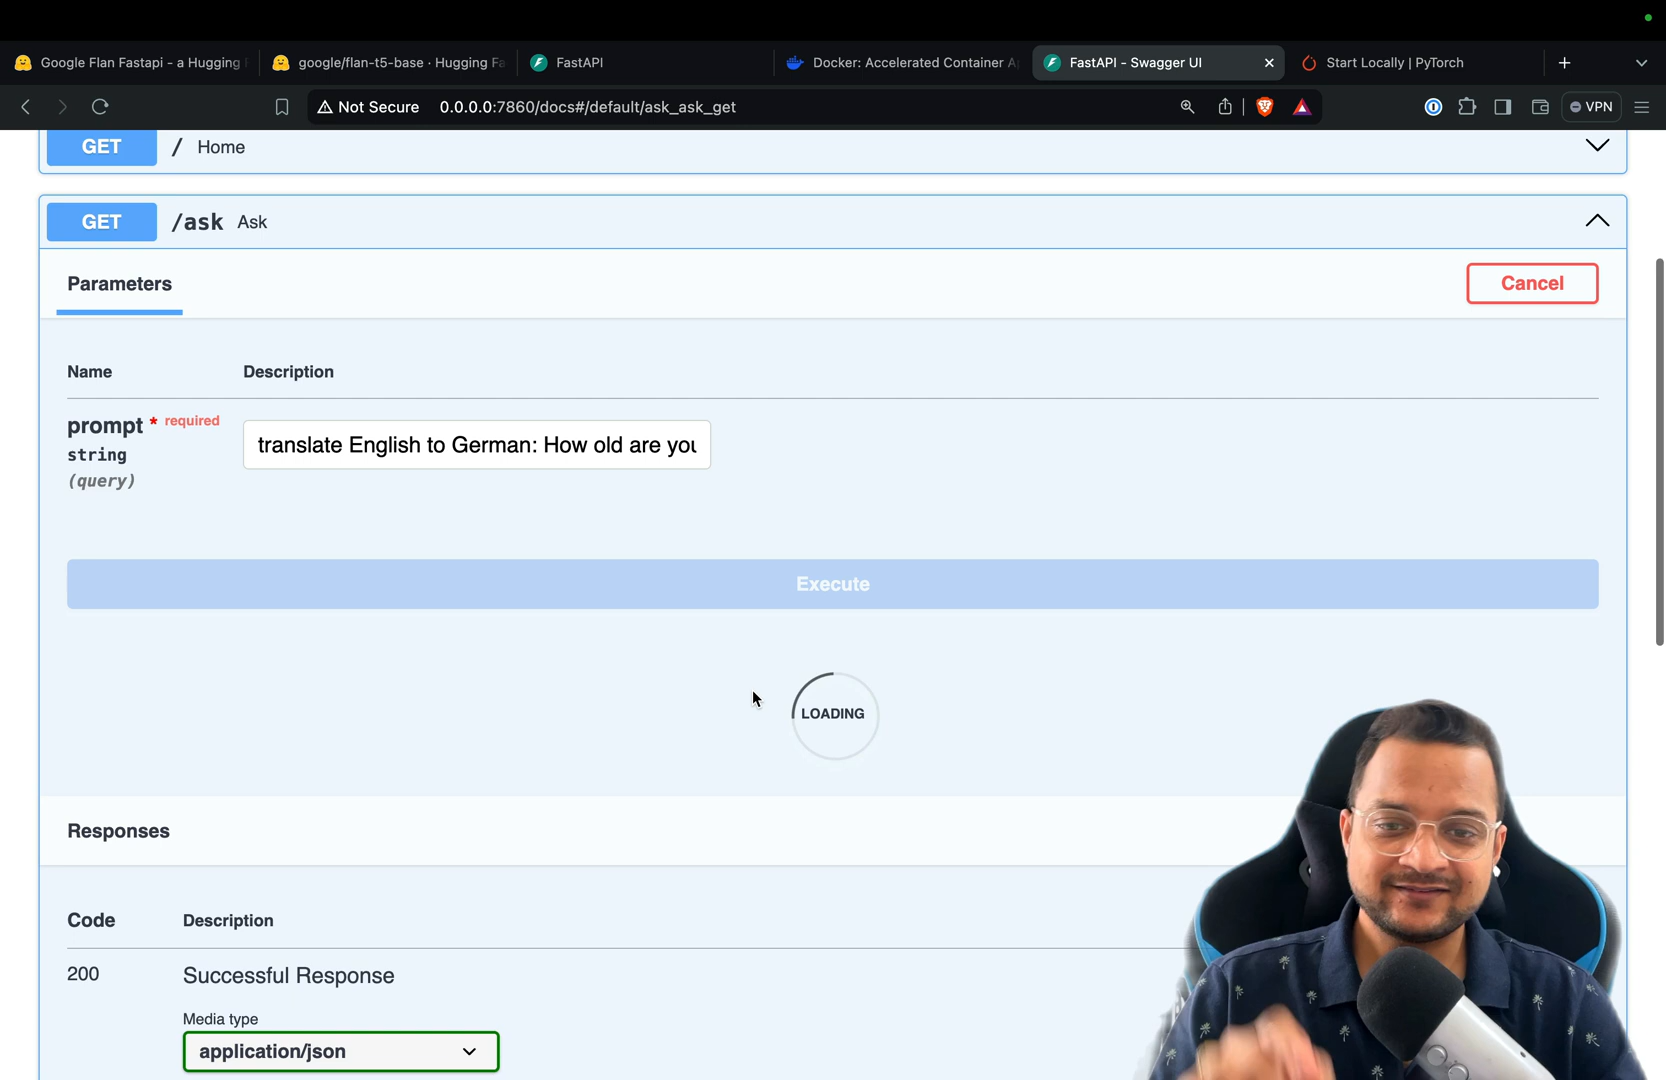 Google Flan Fastapi - a Hugging
google/flan-t5-base · Hugging Fa
FastAPI
Docker: Accelerated Container A
FastAPI - Swagger UI
Start Locally | PyTorch
Not Secure 0.0.0.0:7860/docs#/default/ask_ask_get
VPN
GET / Home
GET /ask Ask
Parameters
Cancel
Name Description
prompt * required
string
(query)
translate English to German: How old are you
Execute
LOADING
Responses
Code Description
200 Successful Response
Media type
application/json